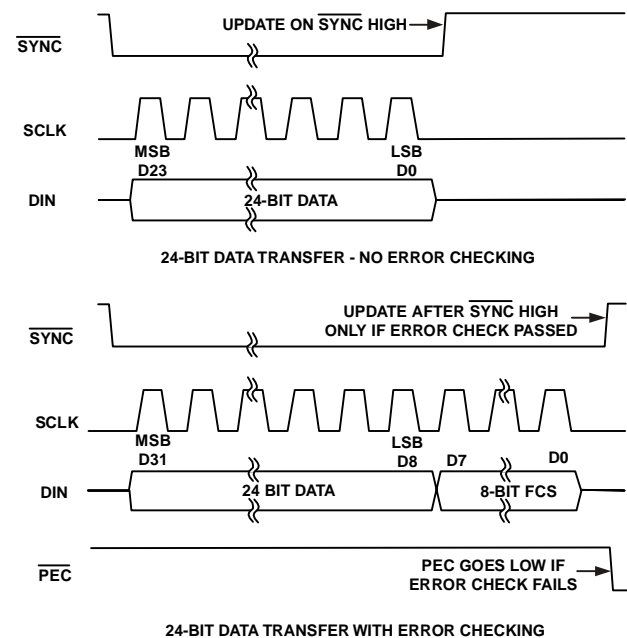 UPDATE ON SYNC HIGH
SYNC
SCLK
MSB
LSB
D23
D0
DIN
24-BIT DATA
24-BIT DATA TRANSFER - NO ERROR CHECKING
UPDATE AFTER SYNC HIGH
ONLY IF ERROR CHECK PASSED
SYNC
SCLK
MSB
LSB
D31
D8
D7
D0
DIN
24 BIT DATA
8-BIT FCS
PEC
PEC GOES LOW IF
ERROR CHECK FAILS
24-BIT DATA TRANSFER WITH ERROR CHECKING